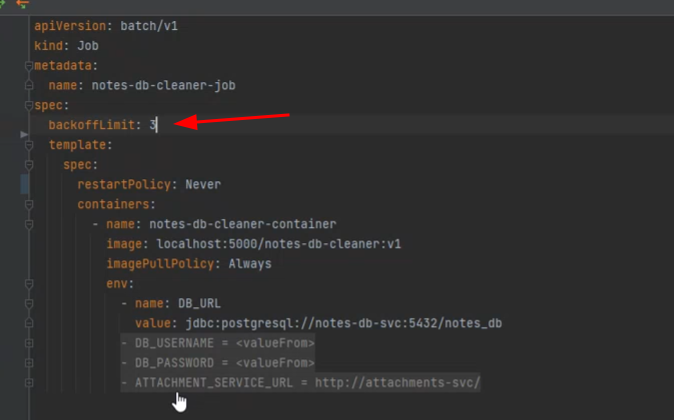 apiVersion: batch/v1
kind: Job
metadata:
name: notes-db-cleaner-job
spec:
backoffLimit: 3
template:
spec:
restartPolicy: Never
containers:
- name: notes-db-cleaner-container
image: localhost:5000/notes-db-cleaner:v1
imagePullPolicy: Always
env:
- name: DB_URL
value: jdbc:postgresql://notes-db-svc:5432/notes_db
- DB_USERNAME = <valueFrom>
- DB_PASSWORD = <valueFrom>
- ATTACHMENT_SERVICE_URL = http://attachments-svc/